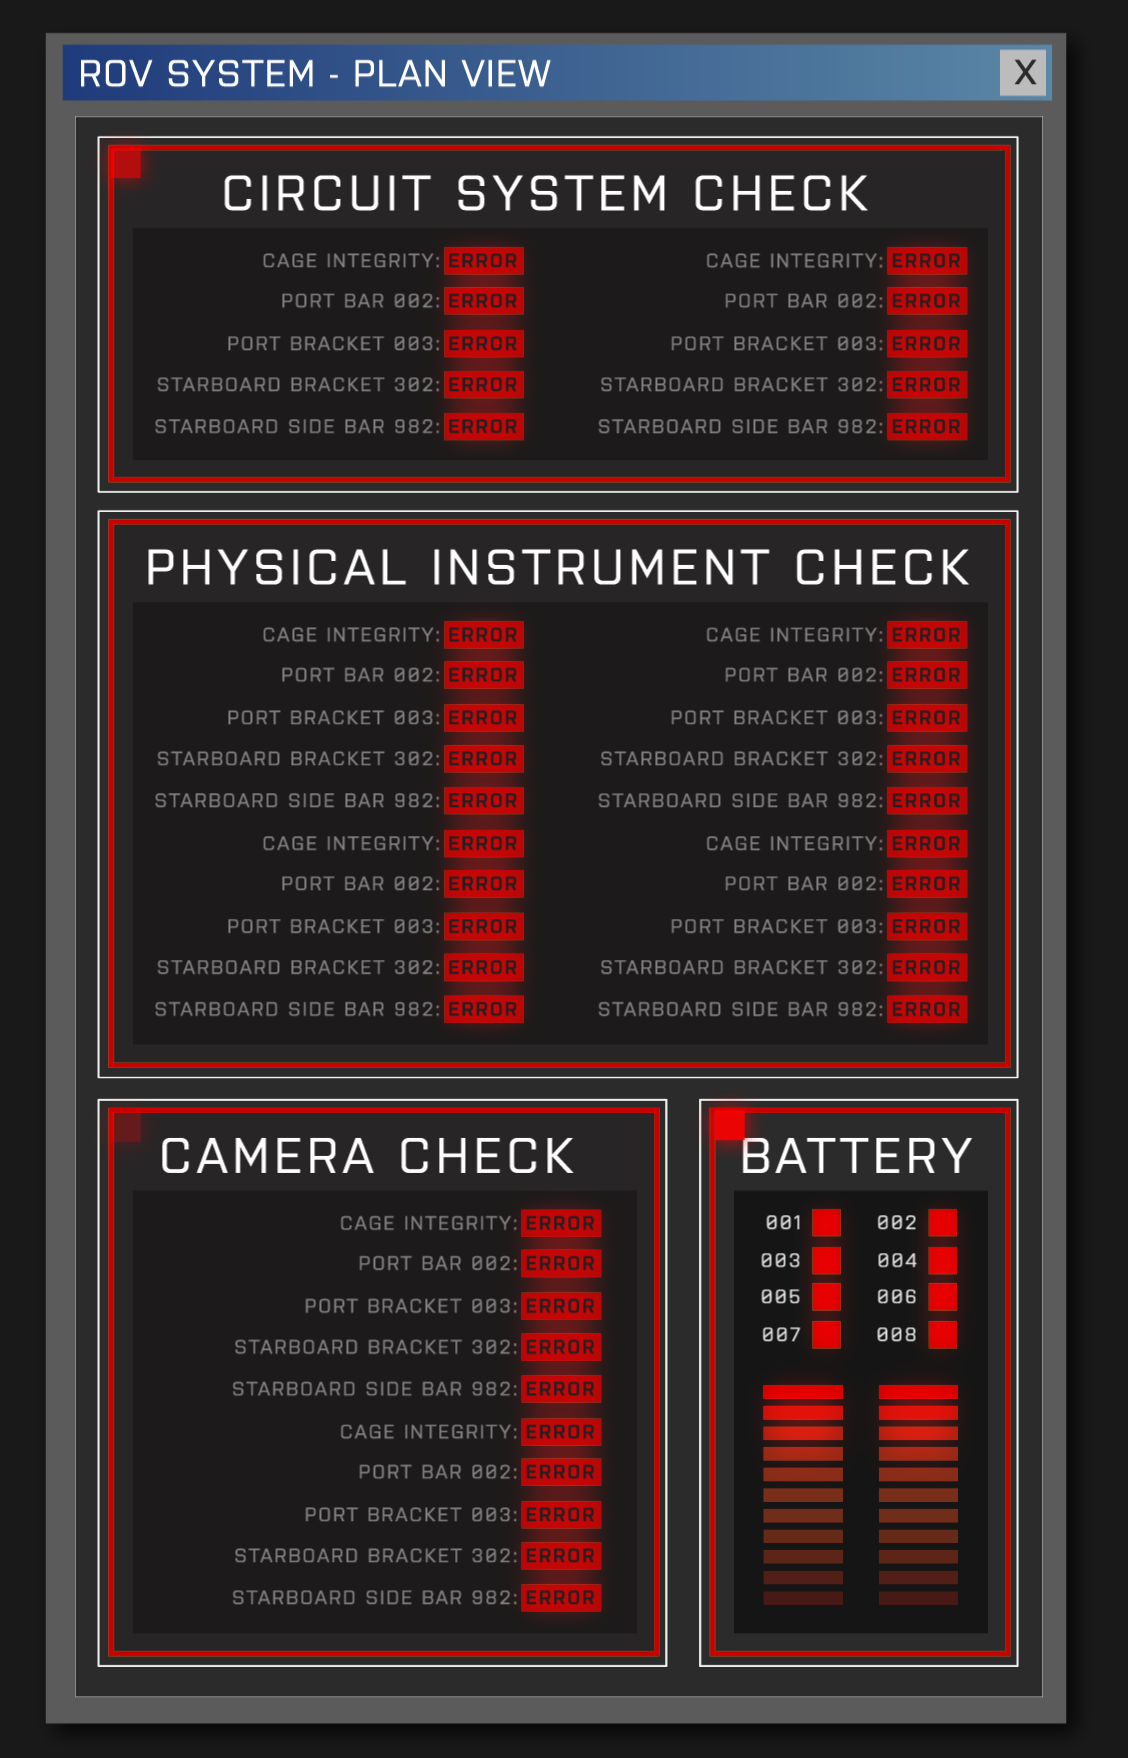 ROV SYSTEM - PLAN VIEW X
CIRCUIT SYSTEM CHECK
CAGE INTEGRITY: ERROR CAGE INTEGRITY: ERROR
PORT BAR 002: ERROR PORT BAR 002: ERROR
PORT BRACKET 003: ERROR PORT BRACKET 003: ERROR
STARBOARD BRACKET 302: ERROR STARBOARD BRACKET 302: ERROR
STARBOARD SIDE BAR 982: ERROR STARBOARD SIDE BAR 982: ERROR
PHYSICAL INSTRUMENT CHECK
CAGE INTEGRITY: ERROR CAGE INTEGRITY: ERROR
PORT BAR 002: ERROR PORT BAR 002: ERROR
PORT BRACKET 003: ERROR PORT BRACKET 003: ERROR
STARBOARD BRACKET 302: ERROR STARBOARD BRACKET 302: ERROR
STARBOARD SIDE BAR 982: ERROR STARBOARD SIDE BAR 982: ERROR
CAGE INTEGRITY: ERROR CAGE INTEGRITY: ERROR
PORT BAR 002: ERROR PORT BAR 002: ERROR
PORT BRACKET 003: ERROR PORT BRACKET 003: ERROR
STARBOARD BRACKET 302: ERROR STARBOARD BRACKET 302: ERROR
STARBOARD SIDE BAR 982: ERROR STARBOARD SIDE BAR 982: ERROR
CAMERA CHECK
CAGE INTEGRITY: ERROR
PORT BAR 002: ERROR
PORT BRACKET 003: ERROR
STARBOARD BRACKET 302: ERROR
STARBOARD SIDE BAR 982: ERROR
CAGE INTEGRITY: ERROR
PORT BAR 002: ERROR
PORT BRACKET 003: ERROR
STARBOARD BRACKET 302: ERROR
STARBOARD SIDE BAR 982: ERROR
BATTERY
001 002
003 004
005 006
007 008